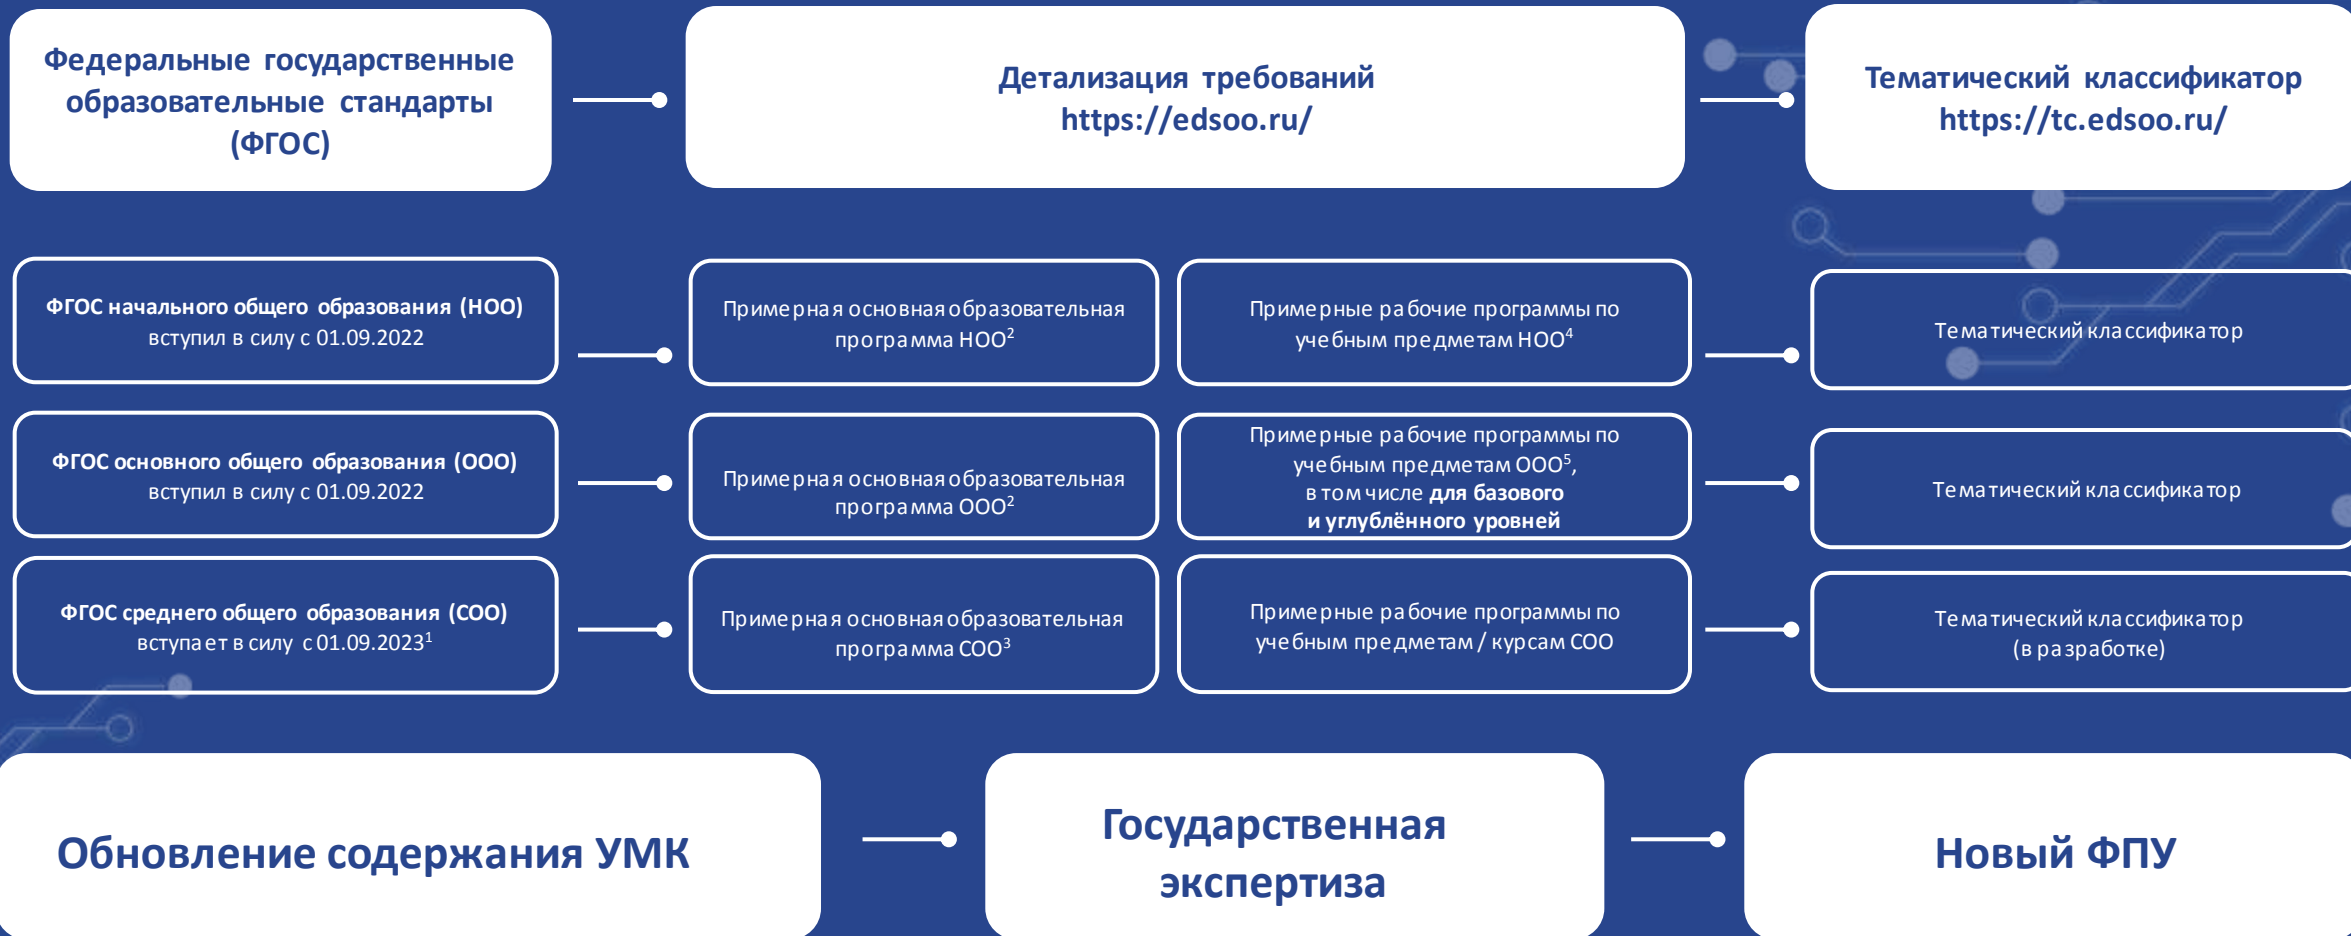 Федеральные государственные
образовательные стандарты
(ФГОС)
Детализация требований
https://edsoo.ru/
Тематический классификатор
https://tc.edsoo.ru/
ФГОС начального общего образования (НОО)
вступил в силу с 01.09.2022
Примерная основная образовательная
программа НОО²
Примерные рабочие программы по
учебным предметам НОО⁴
Тематический классификатор
ФГОС основного общего образования (ООО)
вступил в силу с 01.09.2022
Примерная основная образовательная
программа ООО²
Примерные рабочие программы по
учебным предметам ООО⁵,
в том числе для базового
и углублённого уровней
Тематический классификатор
ФГОС среднего общего образования (СОО)
вступает в силу с 01.09.2023¹
Примерная основная образовательная
программа СОО³
Примерные рабочие программы по
учебным предметам / курсам СОО
Тематический классификатор
(в разработке)
Обновление содержания УМК
Государственная
экспертиза
Новый ФПУ